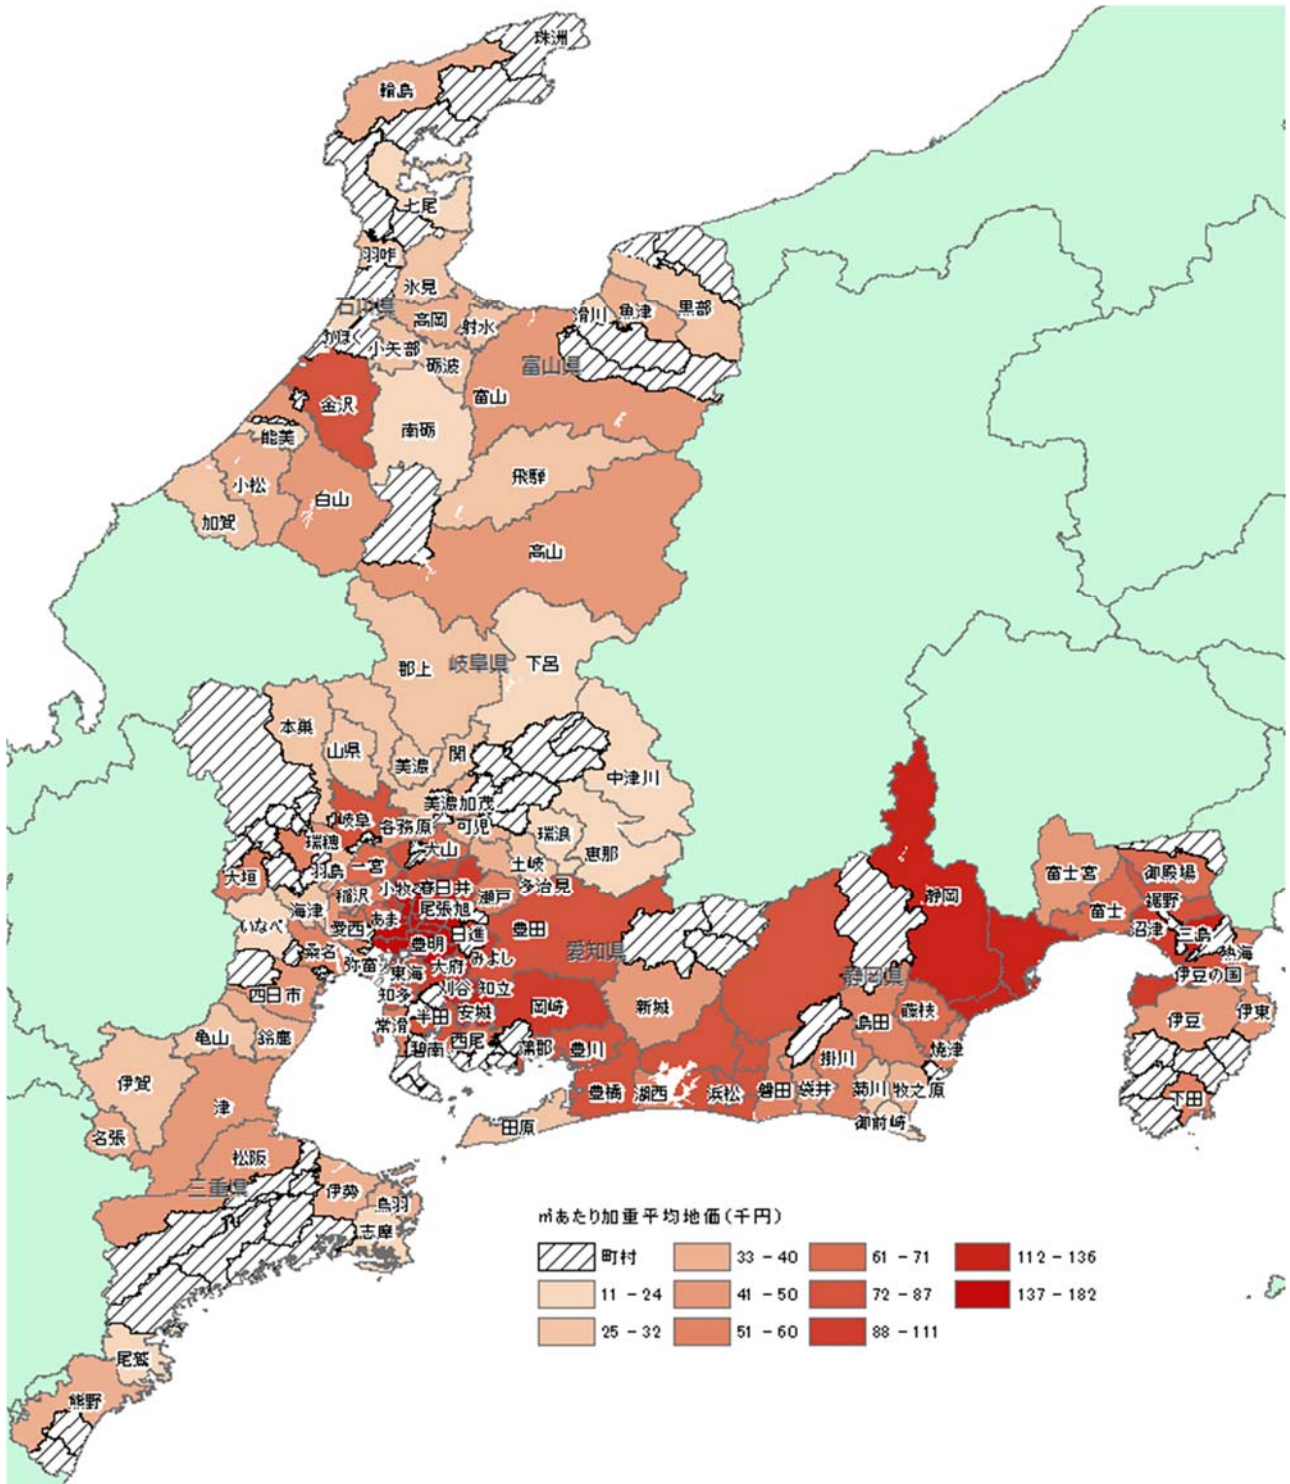 珠洲
輪島
七尾
羽咋
氷見
石川県
高岡
射水
滑川
魚津
黒部
かほく
小矢部
砺波
富山県
富山
金沢
南砺
能美
飛騨
小松
白山
加賀
高山
郡上
岐阜県
下呂
本巣
山県
美濃
関
中津川
美濃加茂
岐阜
各務原
可児
瑞穂
犬山
瑞浪
恵那
土岐
多治見
大垣
羽島
一宮
小牧
春日井
瀬戸
稲沢
海津
あま
尾張旭
いなべ
愛西
豊明
日進
豊田
愛知県
桑名
弥富
東海
大府
みよし
四日市
知多
刈谷
知立
岡崎
新城
常滑
半田
安城
亀山
鈴鹿
碧南
西尾
蒲郡
豊川
伊賀
津
豊橋
湖西
浜松
名張
田原
松阪
三重県
伊勢
鳥羽
志摩
尾鷲
熊野
静岡
静岡県
富士宮
御殿場
裾野
富士
沼津
三島
熱海
伊豆の国
伊豆
伊東
下田
島田
藤枝
焼津
掛川
磐田
袋井
菊川
牧之原
御前崎
㎡あたり加重平均地価(千円)
町村
33 - 40
61 - 71
112 - 136
11 - 24
41 - 50
72 - 87
137 - 182
25 - 32
51 - 60
88 - 111